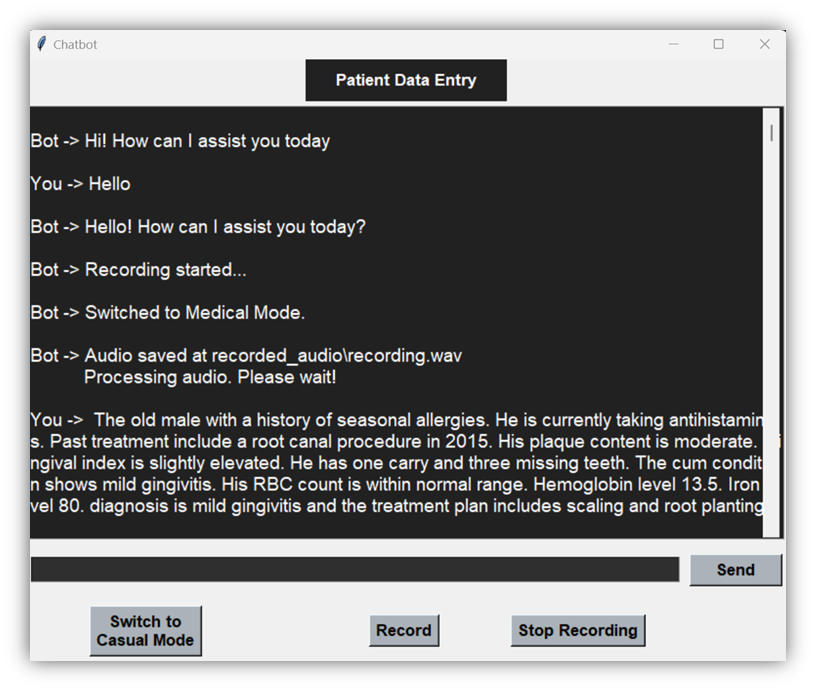 Chatbot
Patient Data Entry
Bot -> Hi! How can I assist you today
You -> Hello
Bot -> Hello! How can I assist you today?
Bot -> Recording started...
Bot -> Switched to Medical Mode.
Bot -> Audio saved at recorded_audio\recording.wav
Processing audio. Please wait!
You -> The old male with a history of seasonal allergies. He is currently taking antihistamin
s. Past treatment include a root canal procedure in 2015. His plaque content is moderate.
ngival index is slightly elevated. He has one carry and three missing teeth. The cum condit
n shows mild gingivitis. His RBC count is within normal range. Hemoglobin level 13.5. Iron
vel 80. diagnosis is mild gingivitis and the treatment plan includes scaling and root planting
Send
Switch to
Casual Mode
Record
Stop Recording